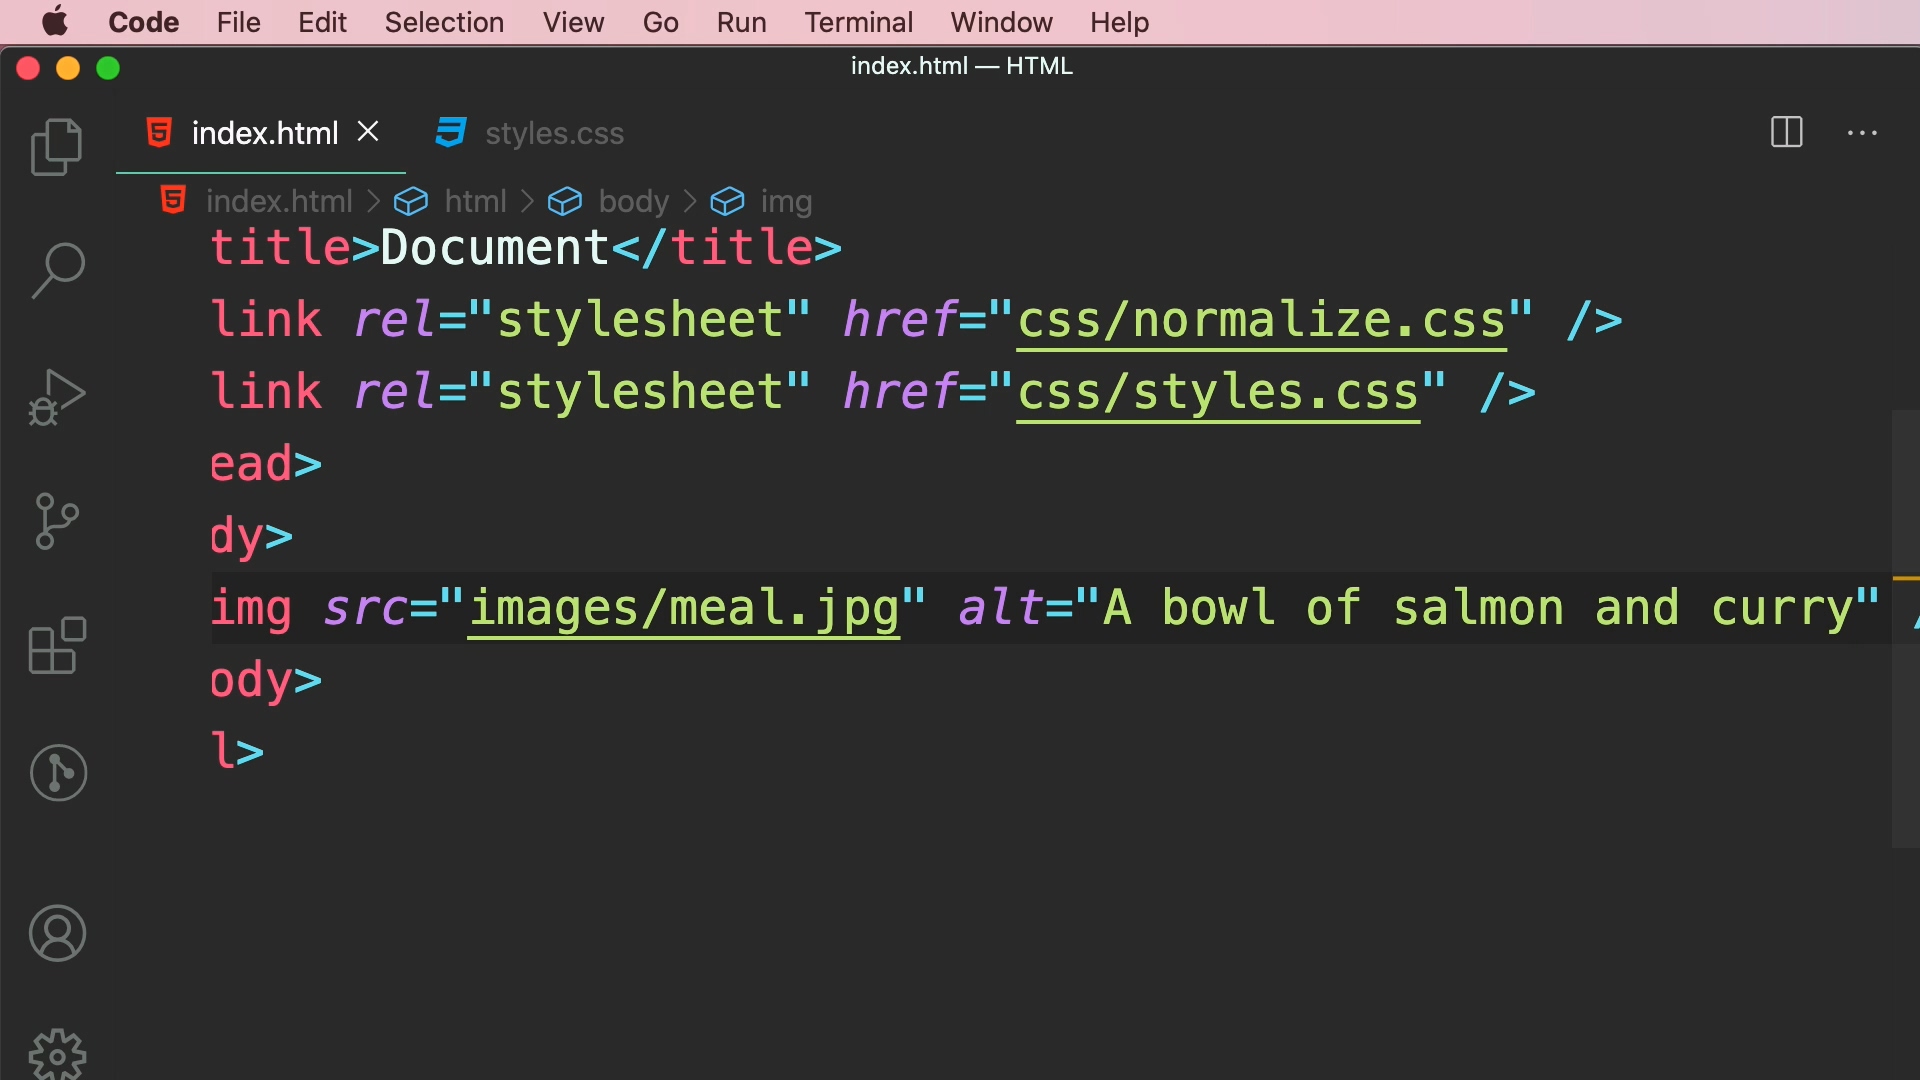 Code File Edit Selection View Go Run Terminal Window Help
index.html — HTML
index.html styles.css
index.html > html > body > img
title>Document</title>
link rel="stylesheet" href="css/normalize.css" />
link rel="stylesheet" href="css/styles.css" />
ead>
dy>
img src="images/meal.jpg" alt="A bowl of salmon and curry" /
ody>
l>